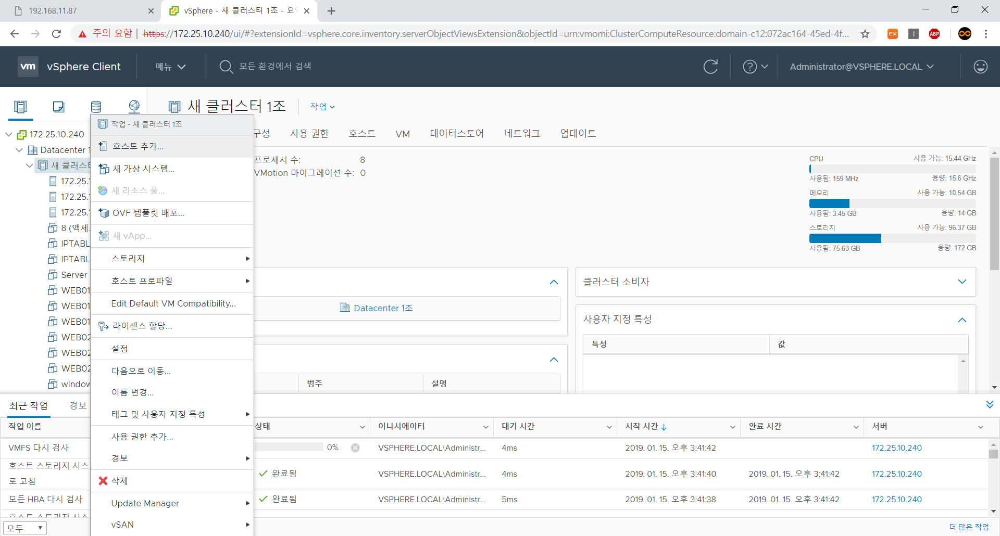 192.168.11.87
vSphere - 새 클러스터 1조 - 요
주의 요함 | https://172.25.10.240/ui/#?extensionId=vsphere.core.inventory.serverObjectViewsExtension&objectId=urn:vmomi:ClusterComputeResource:domain-c12:072ac164-45ed-4f...
EX
ABP
vm vSphere Client
메뉴
모든 환경에서 검색
Administrator@VSPHERE.LOCAL
새 클러스터 1조
작업
172.25.10.240
Datacenter 1
새 클러스터
172.25.1
172.25.1
172.25.1
8 (액세스
IPTABL
IPTABL
Server
WEB01
WEB01
WEB01
WEB02
WEB02
WEB02
window
작업 - 새 클러스터 1조
호스트 추가...
새 가상 시스템...
새 리소스 풀...
OVF 템플릿 배포...
새 vApp...
스토리지
호스트 프로파일
Edit Default VM Compatibility...
라이센스 할당...
설정
다음으로 이동...
이름 변경...
태그 및 사용자 지정 특성
사용 권한 추가...
경보
삭제
Update Manager
vSAN
구성 사용 권한 호스트 VM 데이터스토어 네트워크 업데이트
프로세서 수: 8
VMotion 마이그레이션 수: 0
CPU 사용 가능: 15.44 GHz
사용됨: 159 MHz 용량: 15.6 GHz
메모리 사용 가능: 10.54 GB
사용됨: 3.45 GB 용량: 14 GB
스토리지 사용 가능: 96.37 GB
사용됨: 75.63 GB 용량: 172 GB
Datacenter 1조
범주 설명
클러스터 소비자
사용자 지정 특성
특성 값
최근 작업 경보
작업 이름 상태 이니시에이터 대기 시간 시작 시간 완료 시간 서버
VMFS 다시 검사 0% VSPHERE.LOCAL\Administr... 4ms 2019. 01. 15. 오후 3:41:42 172.25.10.240
호스트 스토리지 시스
로 고침 완료됨 VSPHERE.LOCAL\Administr... 4ms 2019. 01. 15. 오후 3:41:40 2019. 01. 15. 오후 3:41:42 172.25.10.240
모든 HBA 다시 검사 완료됨 VSPHERE.LOCAL\Administr... 5ms 2019. 01. 15. 오후 3:41:38 2019. 01. 15. 오후 3:41:42 172.25.10.240
호스트 스토리지 시스
모두
더 많은 작업